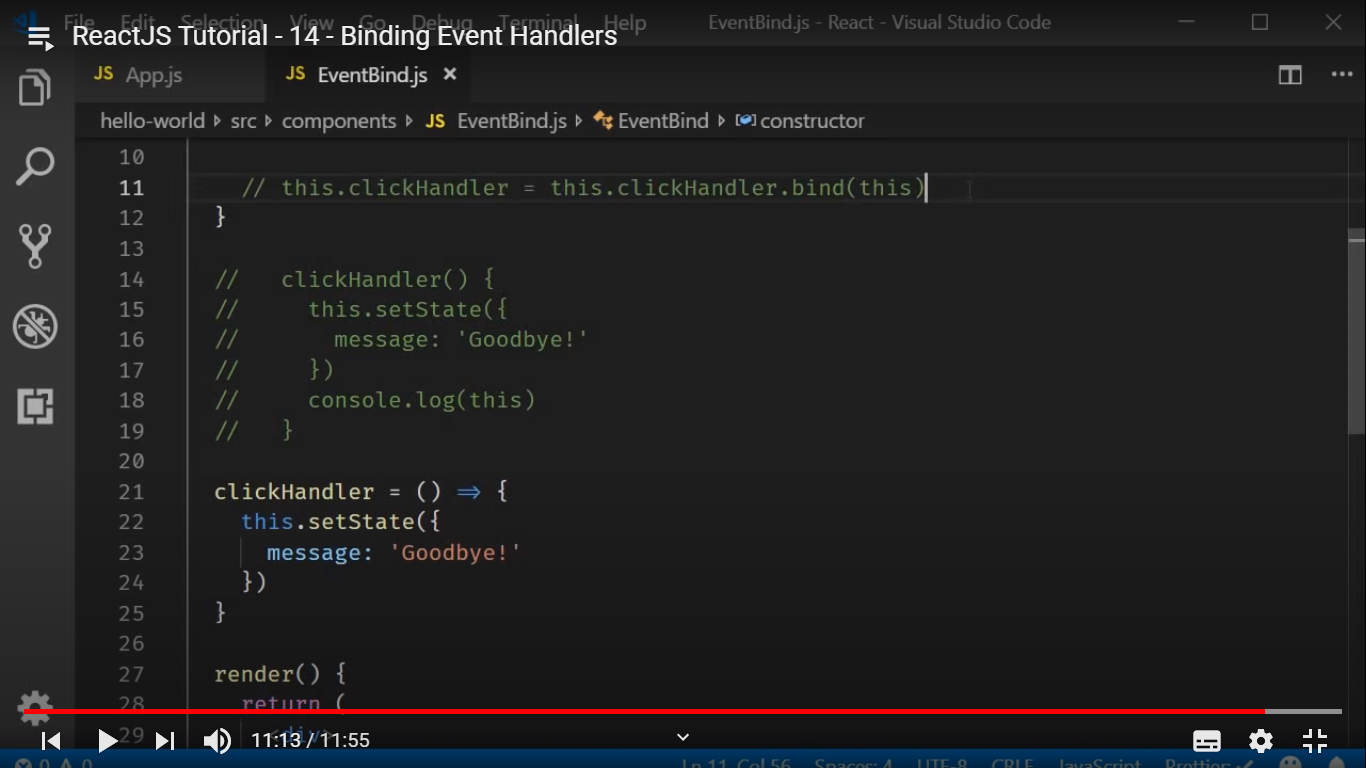 File Edit Selection View Go Debug Terminal Help EventBind.js - React - Visual Studio Code
ReactJS Tutorial - 14 - Binding Event Handlers
JS App.js JS EventBind.js ×
hello-world src components JS EventBind.js EventBind constructor
10
11 // this.clickHandler = this.clickHandler.bind(this)
12 }
13
14 // clickHandler() {
15 // this.setState({
16 // message: 'Goodbye!'
17 // })
18 // console.log(this)
19 // }
20
21 clickHandler = () => {
22 this.setState({
23 message: 'Goodbye!'
24 })
25 }
26
27 render() {
28 return (
29 <div>
11:13 / 11:55
0 0 Ln 11, Col 56 Spaces: 4 UTF-8 CRLF JavaScript Prettier: ✓